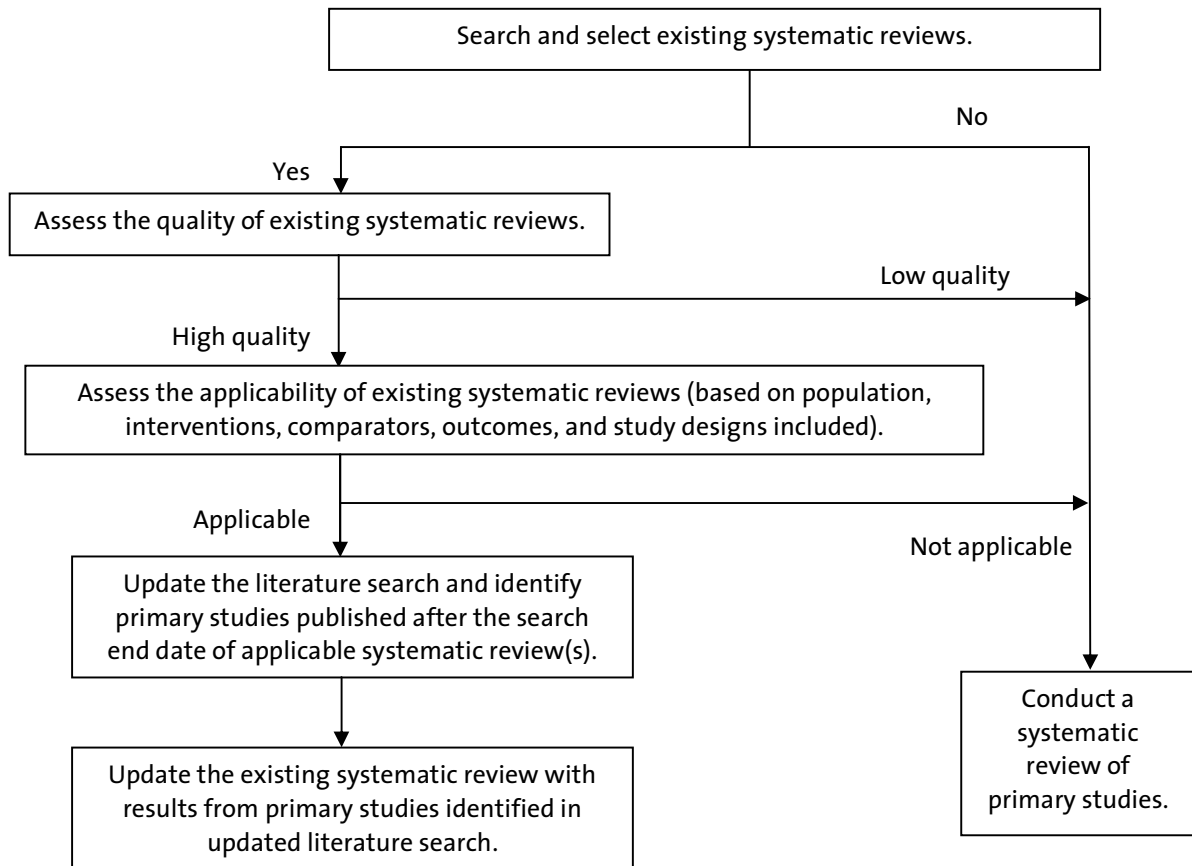 Search and select existing systematic reviews.
No
Yes
Assess the quality of existing systematic reviews.
Low quality
High quality
Assess the applicability of existing systematic reviews (based on population,
interventions, comparators, outcomes, and study designs included).
Applicable
Not applicable
Update the literature search and identify
primary studies published after the search
end date of applicable systematic review(s).
Conduct a
systematic
review of
primary studies.
Update the existing systematic review with
results from primary studies identified in
updated literature search.